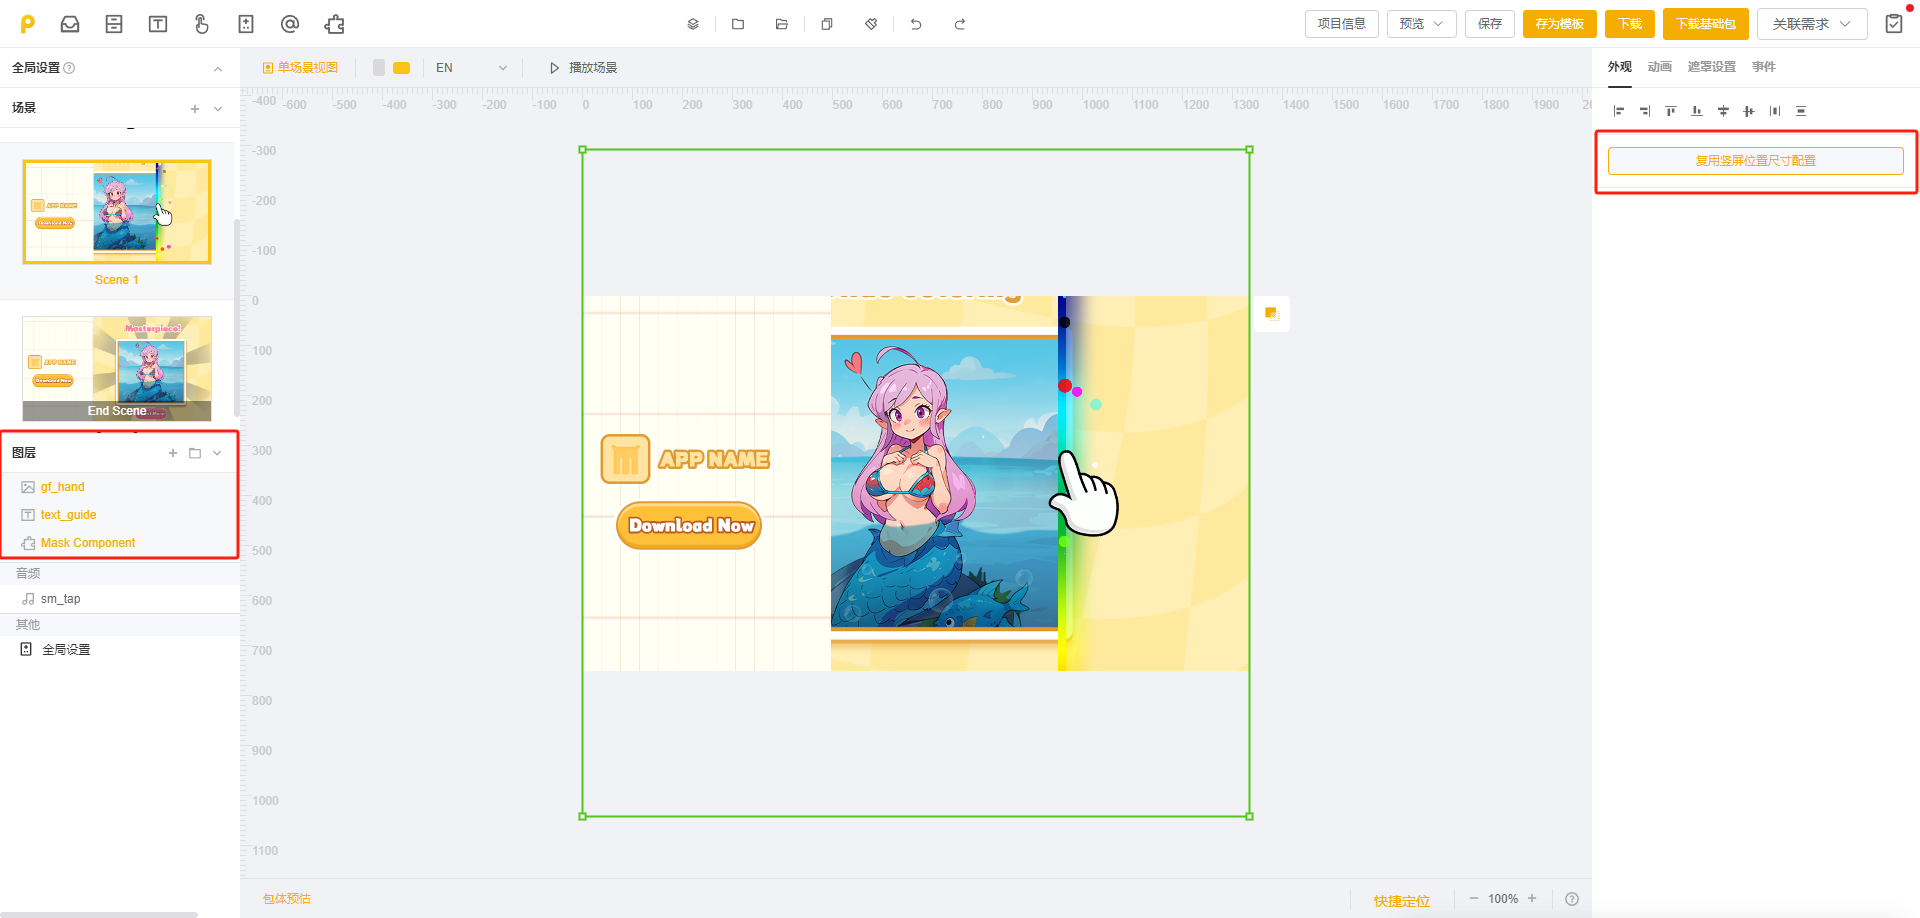 项目信息
预览
保存
存为模板
下载
下载基础包
关联需求
全局设置
单场景视图
EN
播放场景
外观 动画 遮罩设置 事件
场景
-600 -500 -400 -300 -200 -100 0 100 200 300 400 500 600 700 800 900 1000 1100 1200 1300 1400 1500 1600 1700 1800 1900
-400
-300
-200
-100
0
100
200
300
400
500
600
700
800
900
1000
1100
复用竖屏位置尺寸配置
APP NAME
Download Now
Scene 1
Masterpiece!
APP NAME
Download Now
End Scene
图层
gf_hand
text_guide
Mask Component
音频
sm_tap
其他
全局设置
APP NAME
Download Now
包体预估
快捷定位
100%